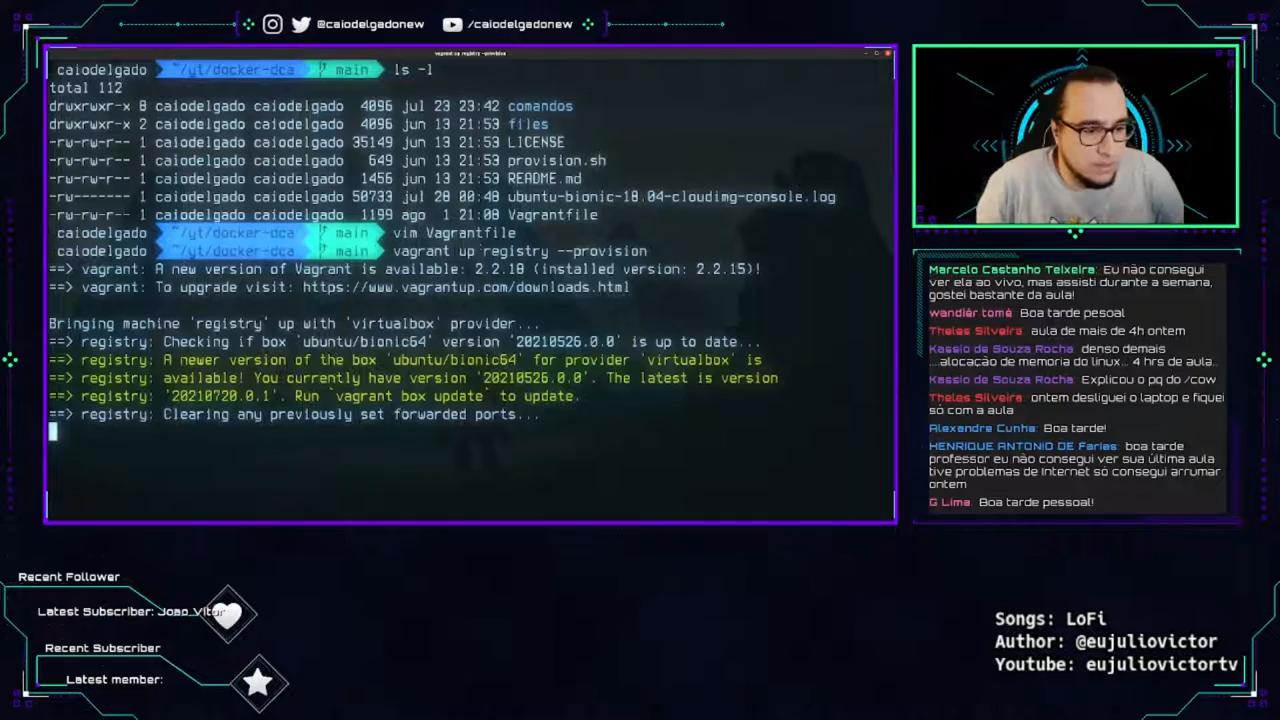 @caiodelgadonew
/caiodelgadonew
vagrant up registry --provision
caiodelgado ~/yt/docker-dca main ls -l
total 112
drwxrwxr-x 8 caiodelgado caiodelgado 4096 jul 23 23:42 comandos
drwxrwxr-x 2 caiodelgado caiodelgado 4096 jun 13 21:53 files
-rw-rw-r-- 1 caiodelgado caiodelgado 35149 jun 13 21:53 LICENSE
-rw-rw-r-- 1 caiodelgado caiodelgado 649 jun 13 21:53 provision.sh
-rw-rw-r-- 1 caiodelgado caiodelgado 1456 jun 13 21:53 README.md
-rw------- 1 caiodelgado caiodelgado 50733 jul 28 00:48 ubuntu-bionic-18.04-cloudimg-console.log
-rw-rw-r-- 1 caiodelgado caiodelgado 1199 ago 1 21:08 Vagrantfile
caiodelgado ~/yt/docker-dca main vim Vagrantfile
caiodelgado ~/yt/docker-dca main vagrant up registry --provision
==> vagrant: A new version of Vagrant is available: 2.2.18 (installed version: 2.2.15)!
==> vagrant: To upgrade visit: https://www.vagrantup.com/downloads.html
Bringing machine 'registry' up with 'virtualbox' provider...
==> registry: Checking if box 'ubuntu/bionic64' version '20210526.0.0' is up to date...
==> registry: A newer version of the box 'ubuntu/bionic64' for provider 'virtualbox' is
==> registry: available! You currently have version '20210526.0.0'. The latest is version
==> registry: '20210720.0.1'. Run `vagrant box update` to update.
==> registry: Clearing any previously set forwarded ports...
Marcelo Castanho Teixeira: Eu não consegui
ver ela ao vivo, mas assisti durante a semana,
gostei bastante da aula!
wandiér tomé: Boa tarde pesoal
Theles Silveira: aula de mais de 4h ontem
Kassio de Souza Rocha: denso demais
...alocação de memoria do linux... 4 hrs de aula..
Kassio de Souza Rocha: Explicou o pq do /cow
Theles Silveira: ontem desliguei o laptop e fiquei
só com a aula
Alexandre Cunha: Boa tarde!
HENRIQUE ANTONIO DE Farias: boa tarde
professor eu não consegui ver sua última aula
tive problemas de Internet só consegui arrumar
ontem
G Lima: Boa tarde pessoal!
Recent Follower
Latest Subscriber: Joao Vitor
Recent Subscriber
Latest member:
Songs: LoFi
Author: @eujuliovictor
Youtube: eujuliovictortv